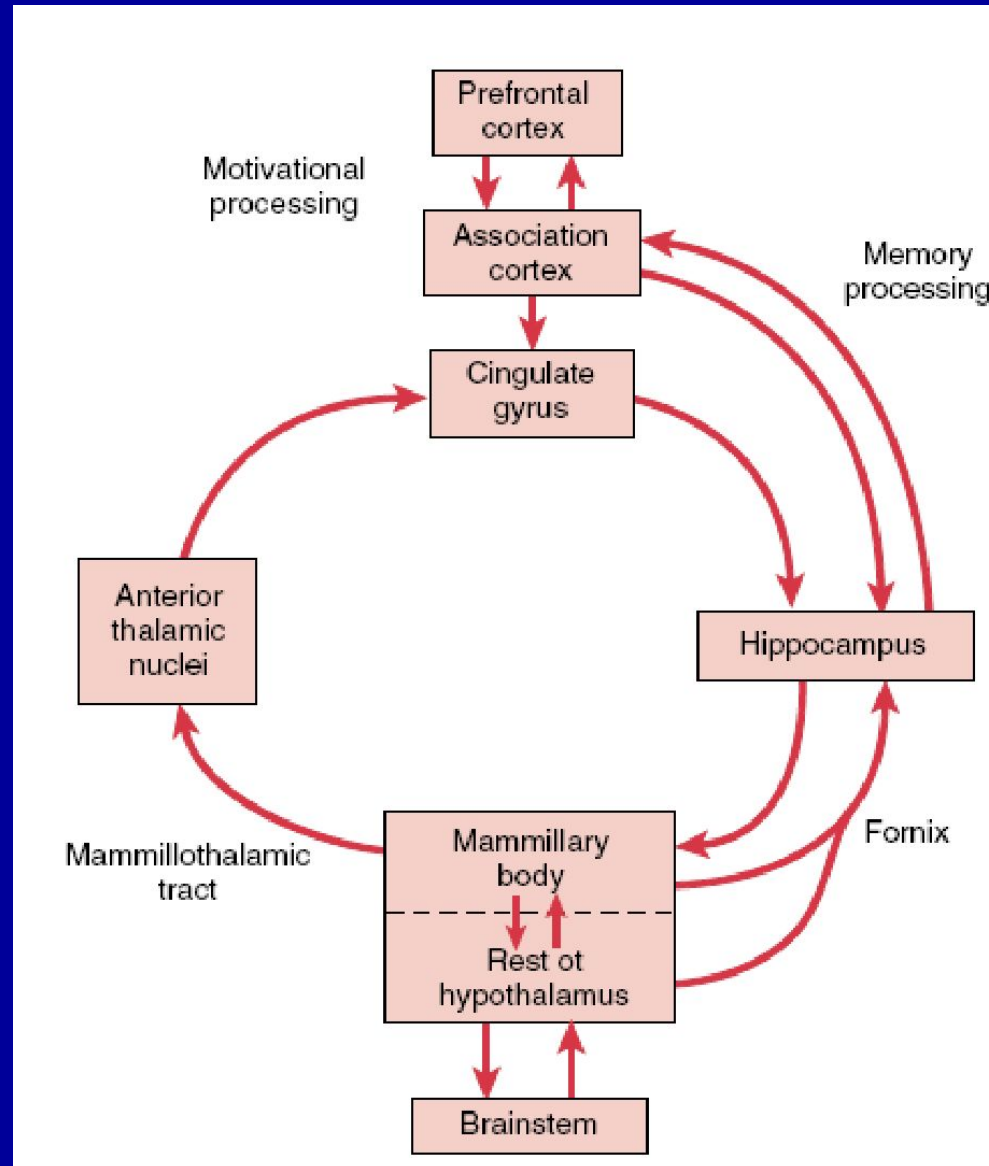 Prefrontal
cortex
Motivational
processing
Association
cortex
Memory
processing
Cingulate
gyrus
Anterior
thalamic
nuclei
Hippocampus
Mammillothalamic
tract
Mammillary
body
Fornix
Rest ot
hypothalamus
Brainstem